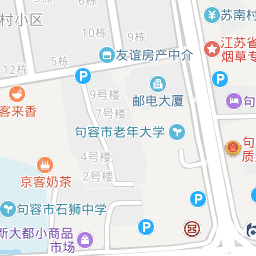 村小区
12栋
苏南村
10栋
5栋
友谊房产中介
江苏省
烟草专
9号楼
7号楼
邮电大厦
客来香
句容市老年大学
句
4号楼
2号楼
京客奶茶
句容市石狮中学
新大都小商品
市场